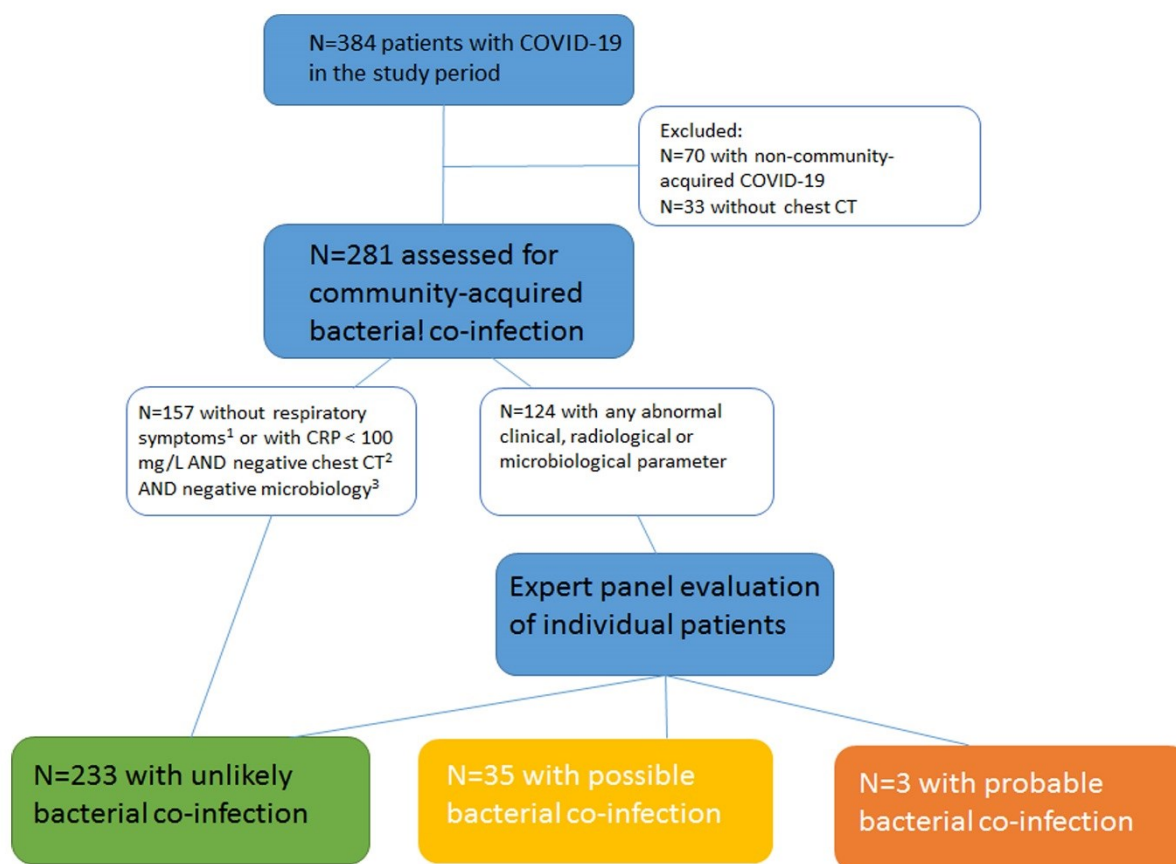 N=384 patients with COVID-19
in the study period
Excluded:
N=70 with non-community-
acquired COVID-19
N=33 without chest CT
N=281 assessed for
community-acquired
bacterial co-infection
N=157 without respiratory
symptoms¹ or with CRP < 100
mg/L AND negative chest CT²
AND negative microbiology³
N=124 with any abnormal
clinical, radiological or
microbiological parameter
Expert panel evaluation
of individual patients
N=233 with unlikely
bacterial co-infection
N=35 with possible
bacterial co-infection
N=3 with probable
bacterial co-infection